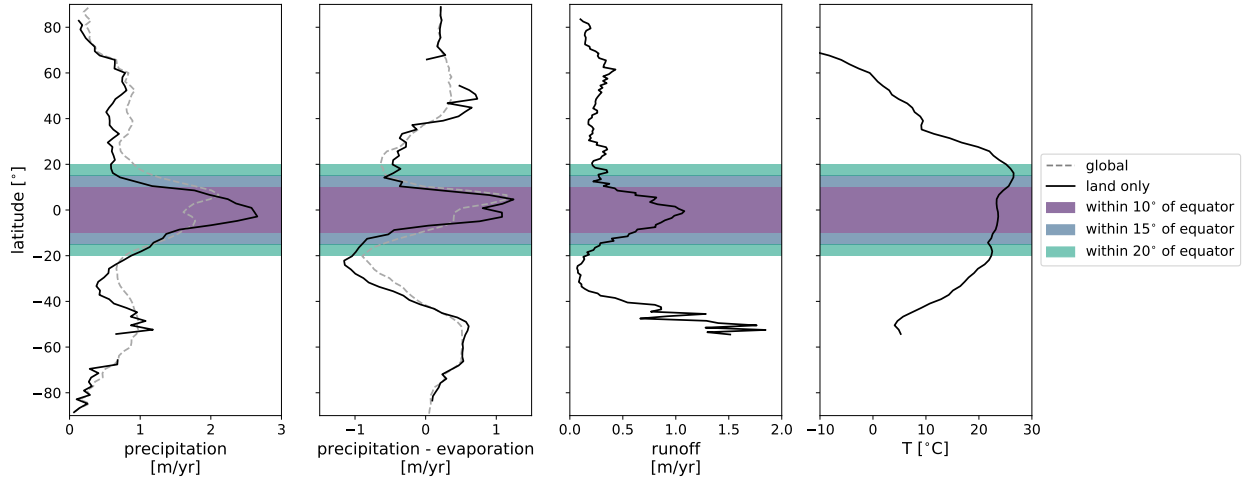 latitude [°]
80
60
40
20
0
−20
−40
−60
−80
0 1 2 3
precipitation
[m/yr]
−1 0 1
precipitation - evaporation
[m/yr]
0.0 0.5 1.0 1.5 2.0
runoff
[m/yr]
−10 0 10 20 30
T [°C]
global
land only
within 10° of equator
within 15° of equator
within 20° of equator